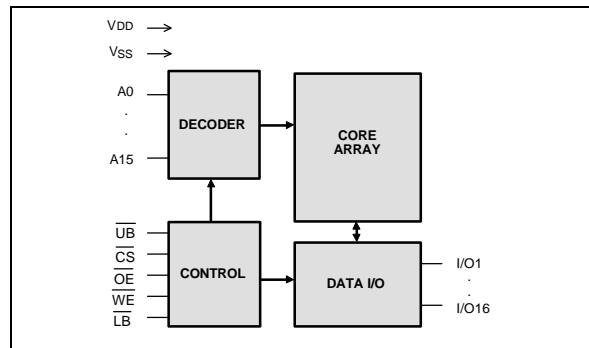 VDD
VSS
A0
.
.
A15
DECODER
CORE
ARRAY
UB
CS
OE
WE
LB
CONTROL
DATA I/O
I/O1
.
.
I/O16